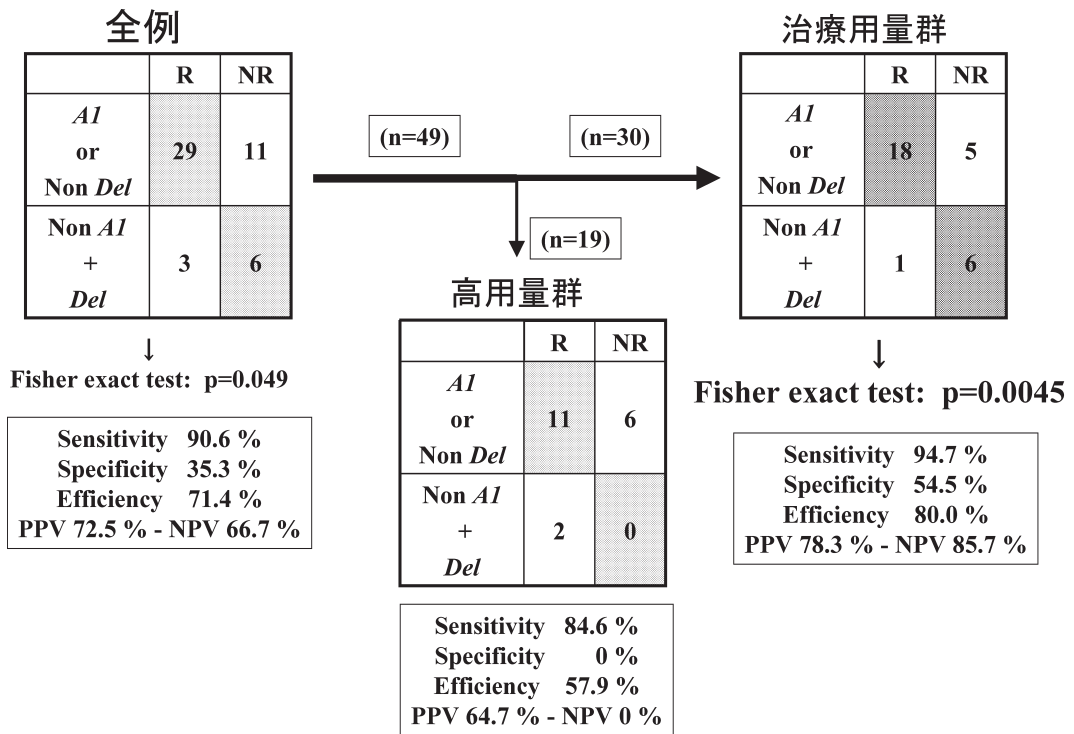 全例
R NR
A1
or
Non Del
29 11
Non A1
+
Del
3 6
↓
Fisher exact test: p=0.049
Sensitivity 90.6 %
Specificity 35.3 %
Efficiency 71.4 %
PPV 72.5 % - NPV 66.7 %
(n=49)
(n=30)
(n=19)
高用量群
R NR
A1
or
Non Del
11 6
Non A1
+
Del
2 0
Sensitivity 84.6 %
Specificity 0 %
Efficiency 57.9 %
PPV 64.7 % - NPV 0 %
治療用量群
R NR
A1
or
Non Del
18 5
Non A1
+
Del
1 6
↓
Fisher exact test: p=0.0045
Sensitivity 94.7 %
Specificity 54.5 %
Efficiency 80.0 %
PPV 78.3 % - NPV 85.7 %